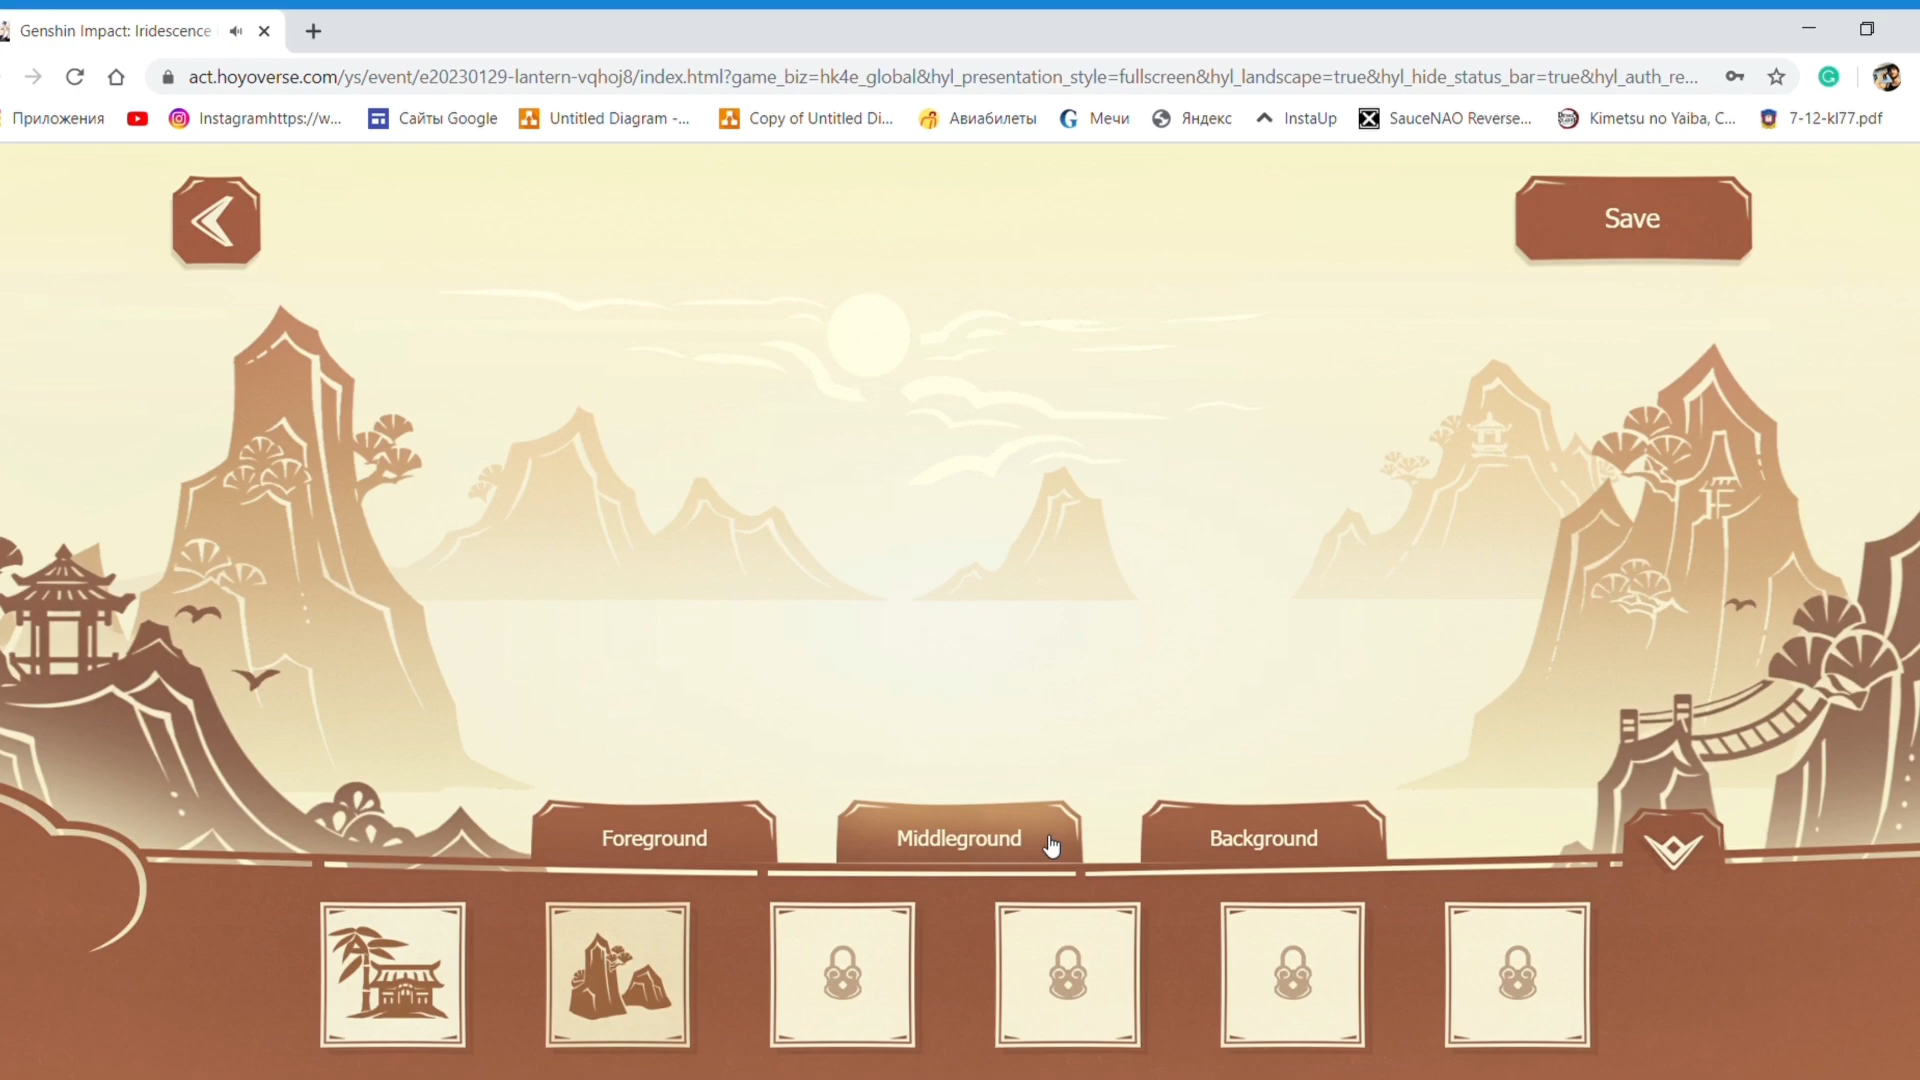 Genshin Impact: Iridescence
act.hoyoverse.com/ys/event/e20230129-lantern-vqhoj8/index.html?game_biz=hk4e_global&hyl_presentation_style=fullscreen&hyl_landscape=true&hyl_hide_status_bar=true&hyl_auth_re...
Приложения Instagramhttps://w... Сайты Google Untitled Diagram -... Copy of Untitled Di... Авиабилеты Мечи Яндекс InstaUp SauceNAO Reverse... Kimetsu no Yaiba, C... 7-12-kl77.pdf
Save
Foreground Middleground Background